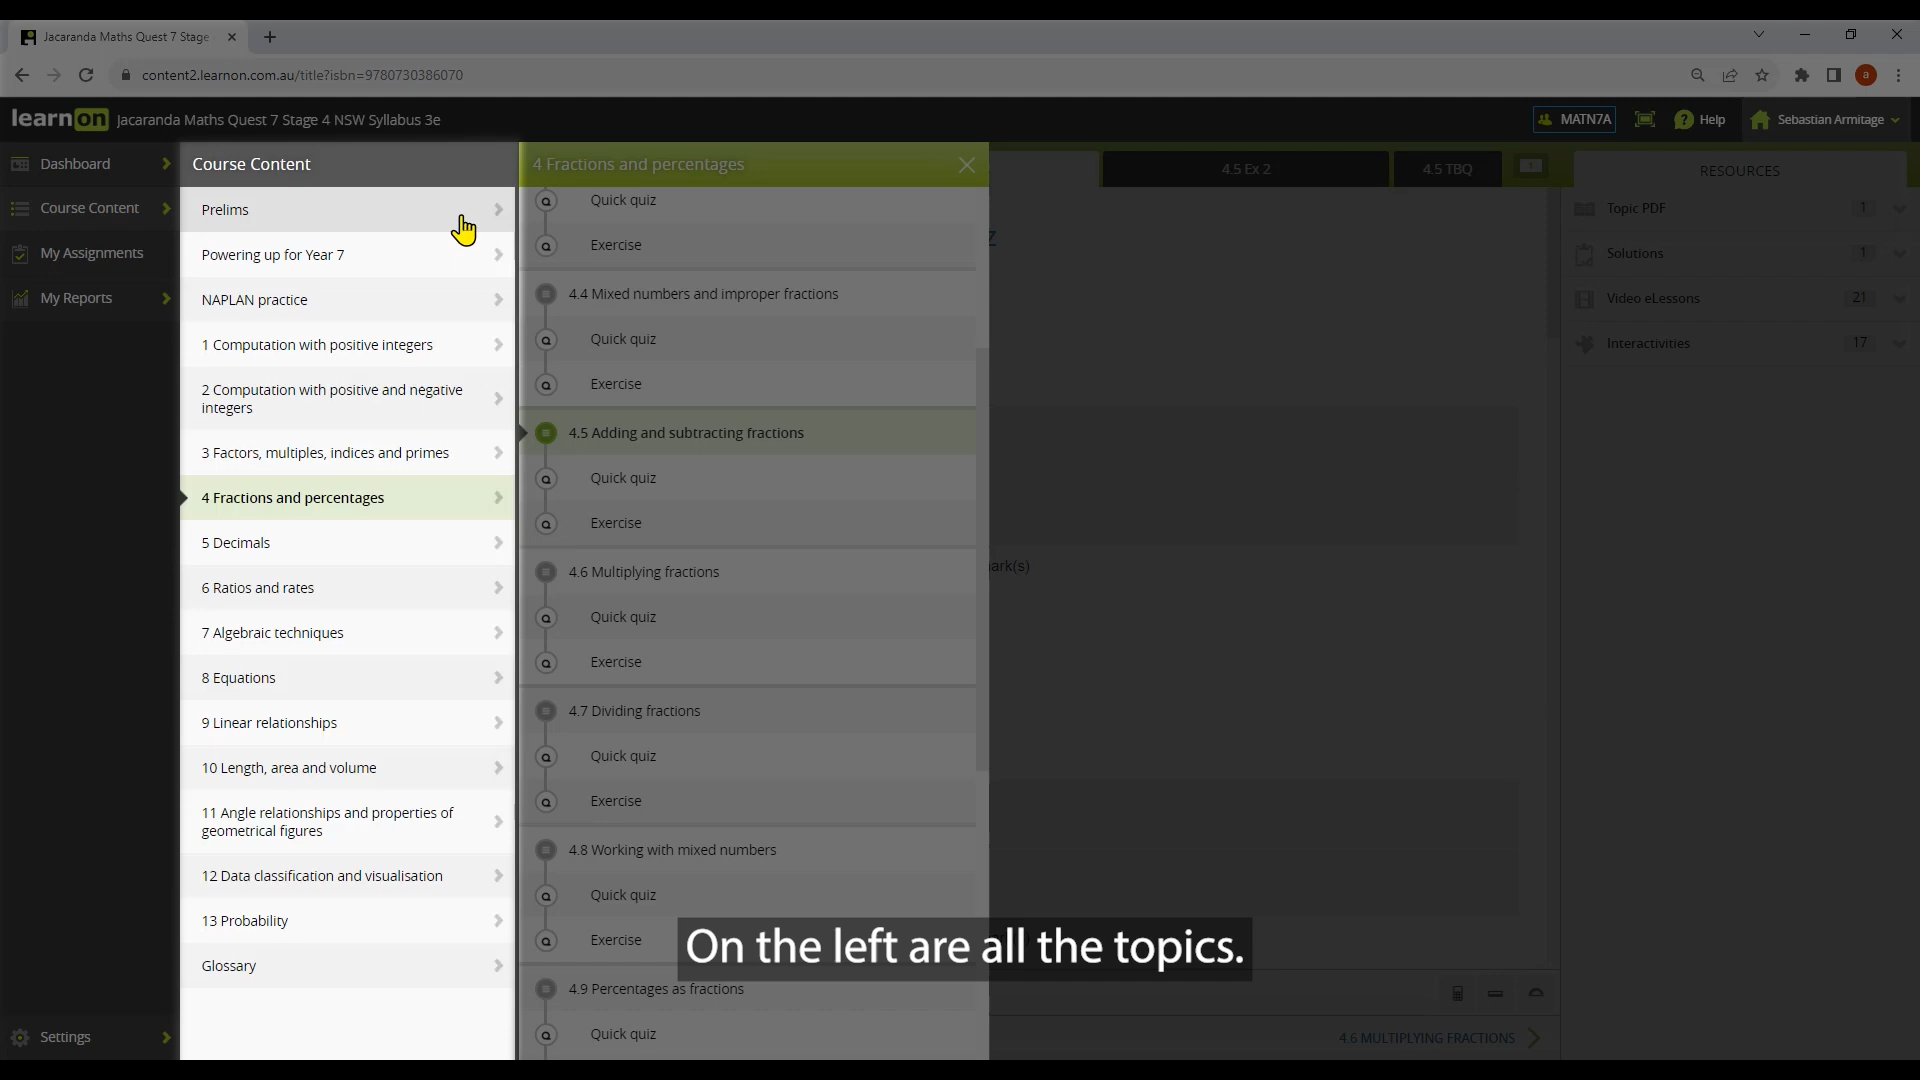 Jacaranda Maths Quest 7 Stage
content2.learnon.com.au/title?isbn=9780730386070
a
learnon Jacaranda Maths Quest 7 Stage 4 NSW Syllabus 3e
MATN7A
Help
Sebastian Armitage
Dashboard
Course Content
My Assignments
My Reports
Settings
Course Content
Prelims
Powering up for Year 7
NAPLAN practice
1 Computation with positive integers
2 Computation with positive and negative
integers
3 Factors, multiples, indices and primes
4 Fractions and percentages
5 Decimals
6 Ratios and rates
7 Algebraic techniques
8 Equations
9 Linear relationships
10 Length, area and volume
11 Angle relationships and properties of
geometrical figures
12 Data classification and visualisation
13 Probability
Glossary
4 Fractions and percentages
Quick quiz
Exercise
4.4 Mixed numbers and improper fractions
Quick quiz
Exercise
4.5 Adding and subtracting fractions
Quick quiz
Exercise
4.6 Multiplying fractions
Quick quiz
Exercise
4.7 Dividing fractions
Quick quiz
Exercise
4.8 Working with mixed numbers
Quick quiz
Exercise
4.9 Percentages as fractions
Quick quiz
4.5 Ex 2
4.5 TBQ
z
ark(s)
4.6 MULTIPLYING FRACTIONS
RESOURCES
Topic PDF 1
Solutions 1
Video eLessons 21
Interactivities 17
On the left are all the topics.